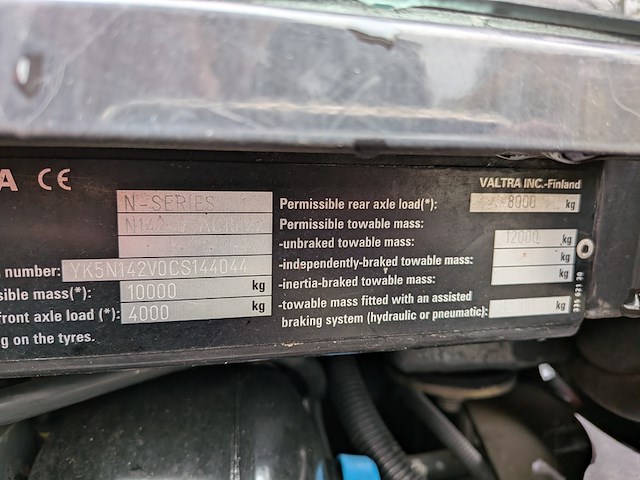 A CE
VALTRA INC.-Finland
N-SERIES
Permissible rear axle load(*): 8000 kg
Permissible towable mass:
-unbraked towable mass: 12000 kg
number: YK5N142V0CS144044
-independently-braked towable mass: kg
sible mass(*): 10000 kg
-inertia-braked towable mass: kg
front axle load (*): 4000 kg
-towable mass fitted with an assisted
braking system (hydraulic or pneumatic): kg
g on the tyres.